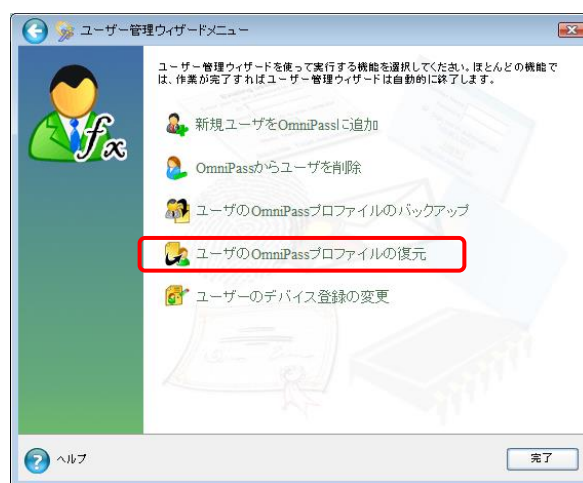 ユーザー管理ウィザードメニュー
ユーザー管理ウィザードを使って実行する機能を選択してください。ほとんどの機能で
は、作業が完了すればユーザー管理ウィザードは自動的に終了します。
fx
新規ユーザをOmniPassに追加
OmniPassからユーザを削除
ユーザのOmniPassプロファイルのバックアップ
ユーザのOmniPassプロファイルの復元
ユーザーのデバイス登録の変更
ヘルプ
完了